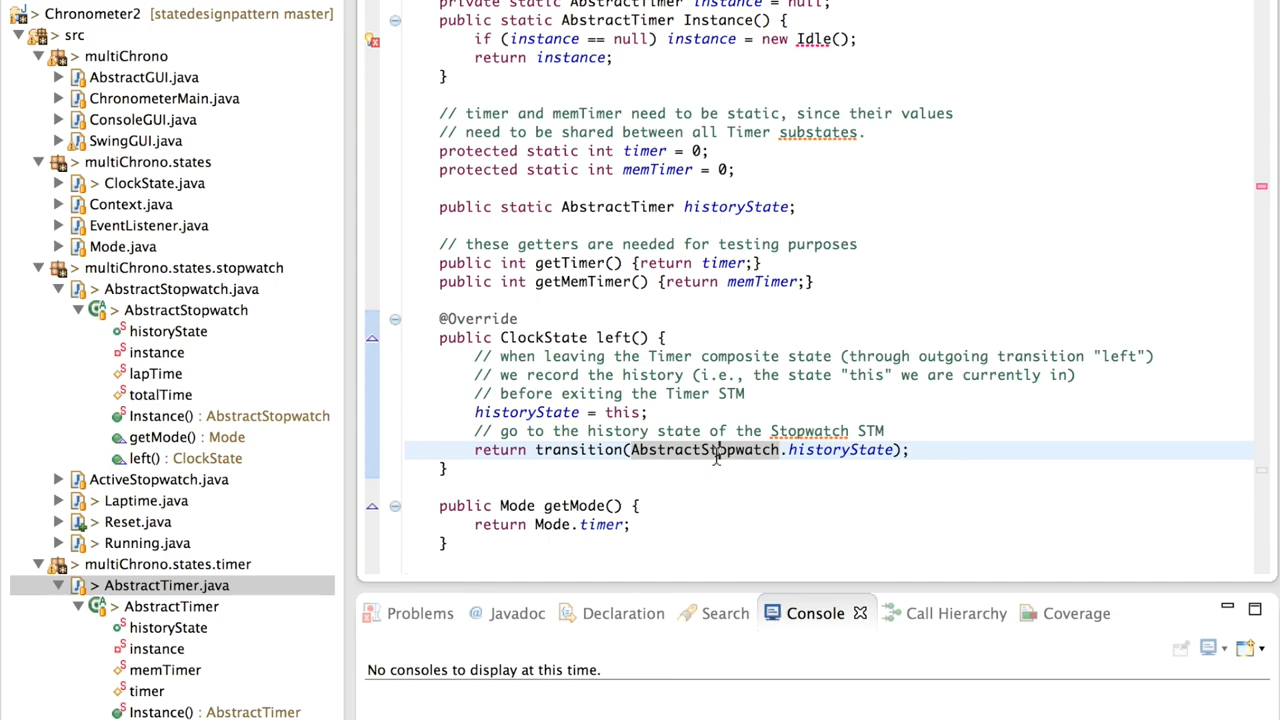 > Chronometer2 [statedesignpattern master]
> src
> multiChrono
AbstractGUI.java
ChronometerMain.java
ConsoleGUI.java
SwingGUI.java
> multiChrono.states
> ClockState.java
Context.java
EventListener.java
Mode.java
> multiChrono.states.stopwatch
> AbstractStopwatch.java
> AbstractStopwatch
historyState
instance
lapTime
totalTime
Instance() : AbstractStopwatch
getMode() : Mode
left() : ClockState
ActiveStopwatch.java
> Laptime.java
> Reset.java
> Running.java
> multiChrono.states.timer
> AbstractTimer.java
> AbstractTimer
historyState
instance
memTimer
timer
Instance() : AbstractTimer
private static AbstractTimer instance = null;
public static AbstractTimer Instance() {
if (instance == null) instance = new Idle();
return instance;
}
// timer and memTimer need to be static, since their values
// need to be shared between all Timer substates.
protected static int timer = 0;
protected static int memTimer = 0;
public static AbstractTimer historyState;
// these getters are needed for testing purposes
public int getTimer() {return timer;}
public int getMemTimer() {return memTimer;}
@Override
public ClockState left() {
// when leaving the Timer composite state (through outgoing transition "left")
// we record the history (i.e., the state "this" we are currently in)
// before exiting the Timer STM
historyState = this;
// go to the history state of the Stopwatch STM
return transition(AbstractStopwatch.historyState);
}
public Mode getMode() {
return Mode.timer;
}
Problems @ Javadoc Declaration Search Console Call Hierarchy Coverage
No consoles to display at this time.